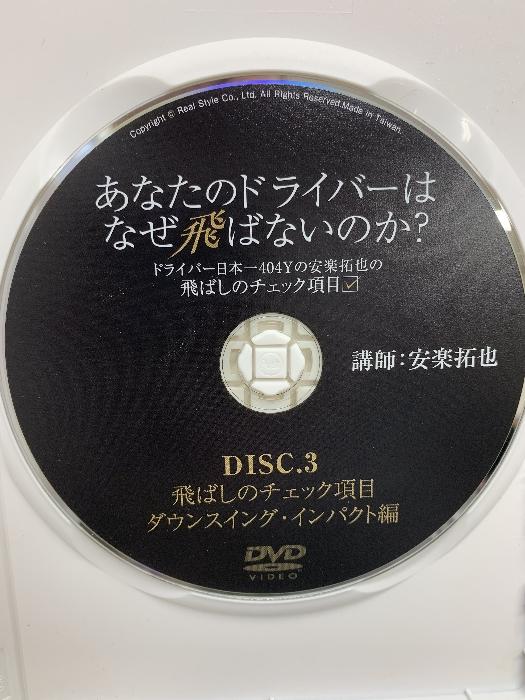 Copyright © Real Style Co., Ltd. All Rights Reserved.Made in Taiwan.
あなたのドライバーは
なぜ飛ばないのか?
ドライバー日本一404Yの安楽拓也の
飛ばしのチェック項目
講師:安楽拓也
DISC.3
飛ばしのチェック項目
ダウンスイング・インパクト編
DVD
VIDEO